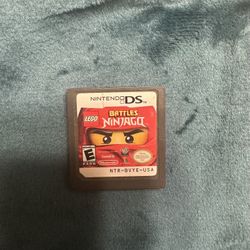 NINTENDO DS
LEGO
BATTLES
NINJAGO
E
NTR-BUYE-USA